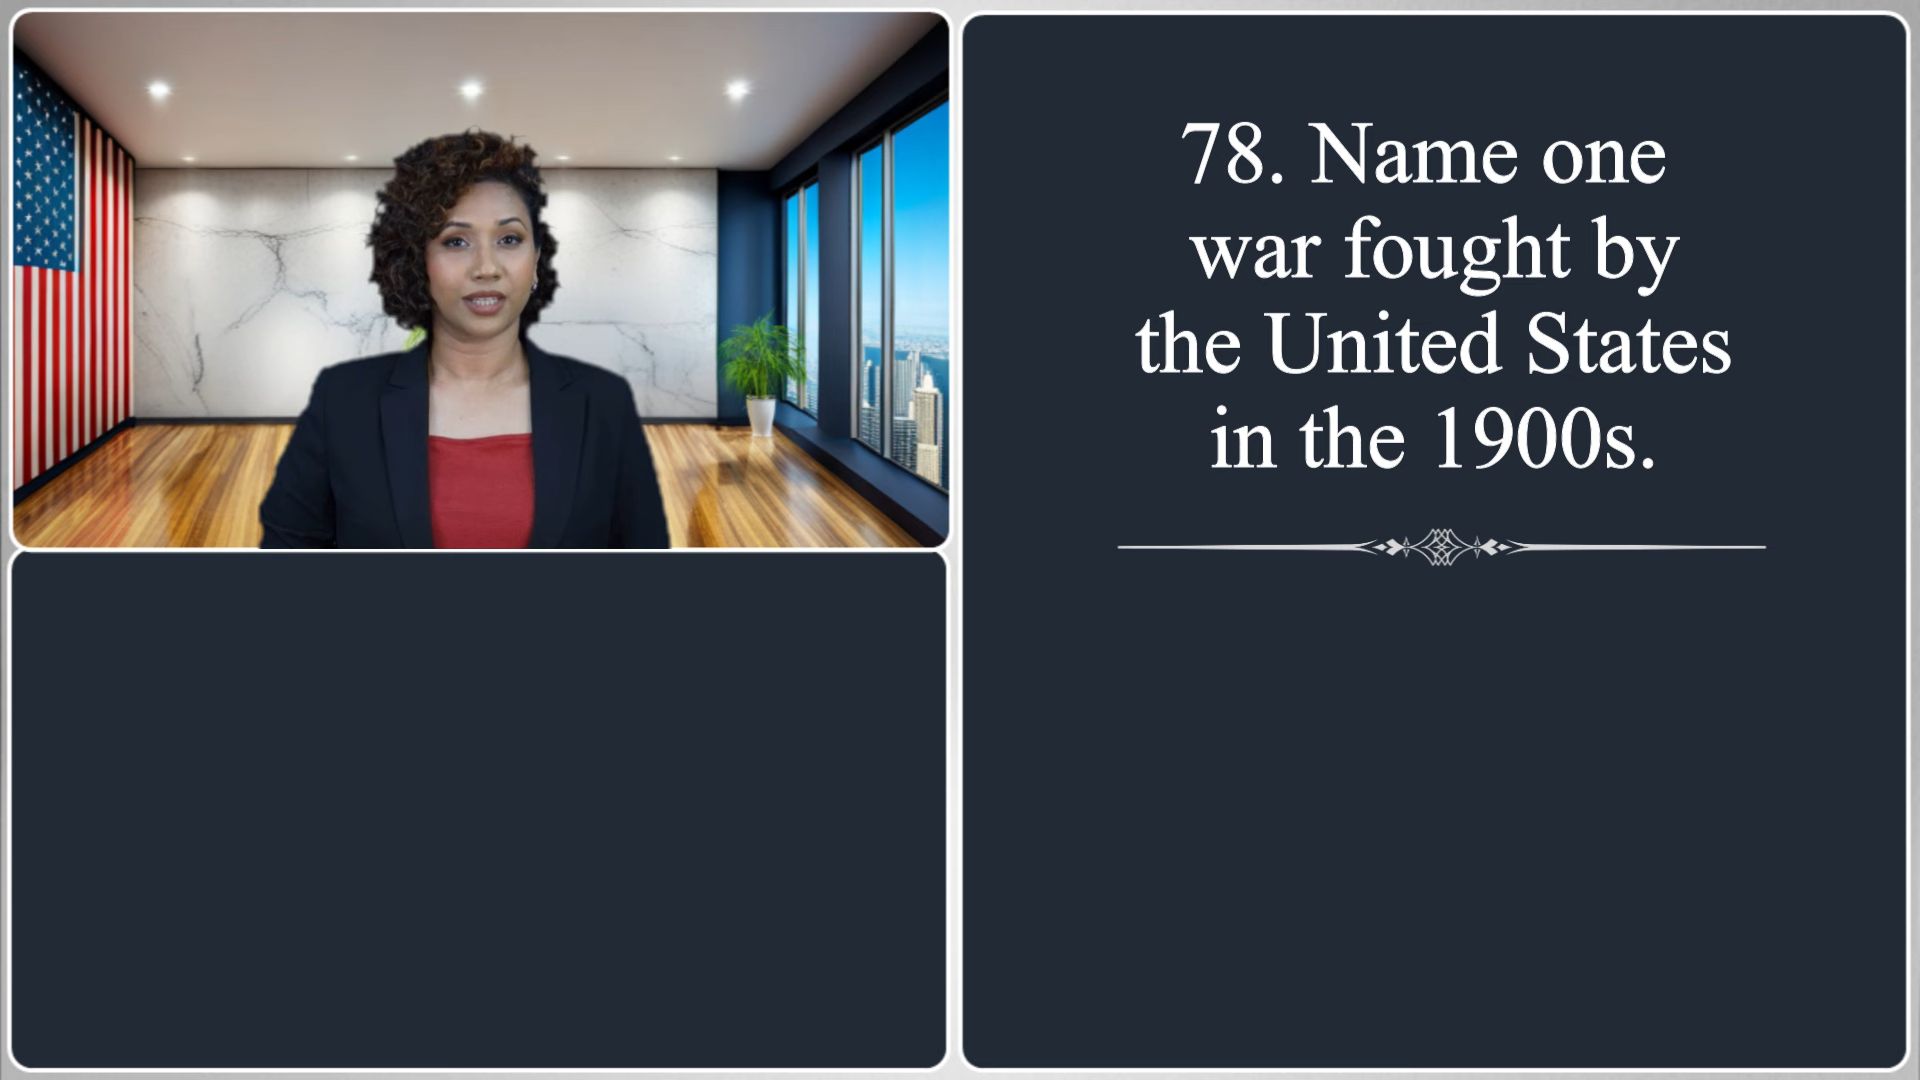 78. Name one
war fought by
the United States
in the 1900s.